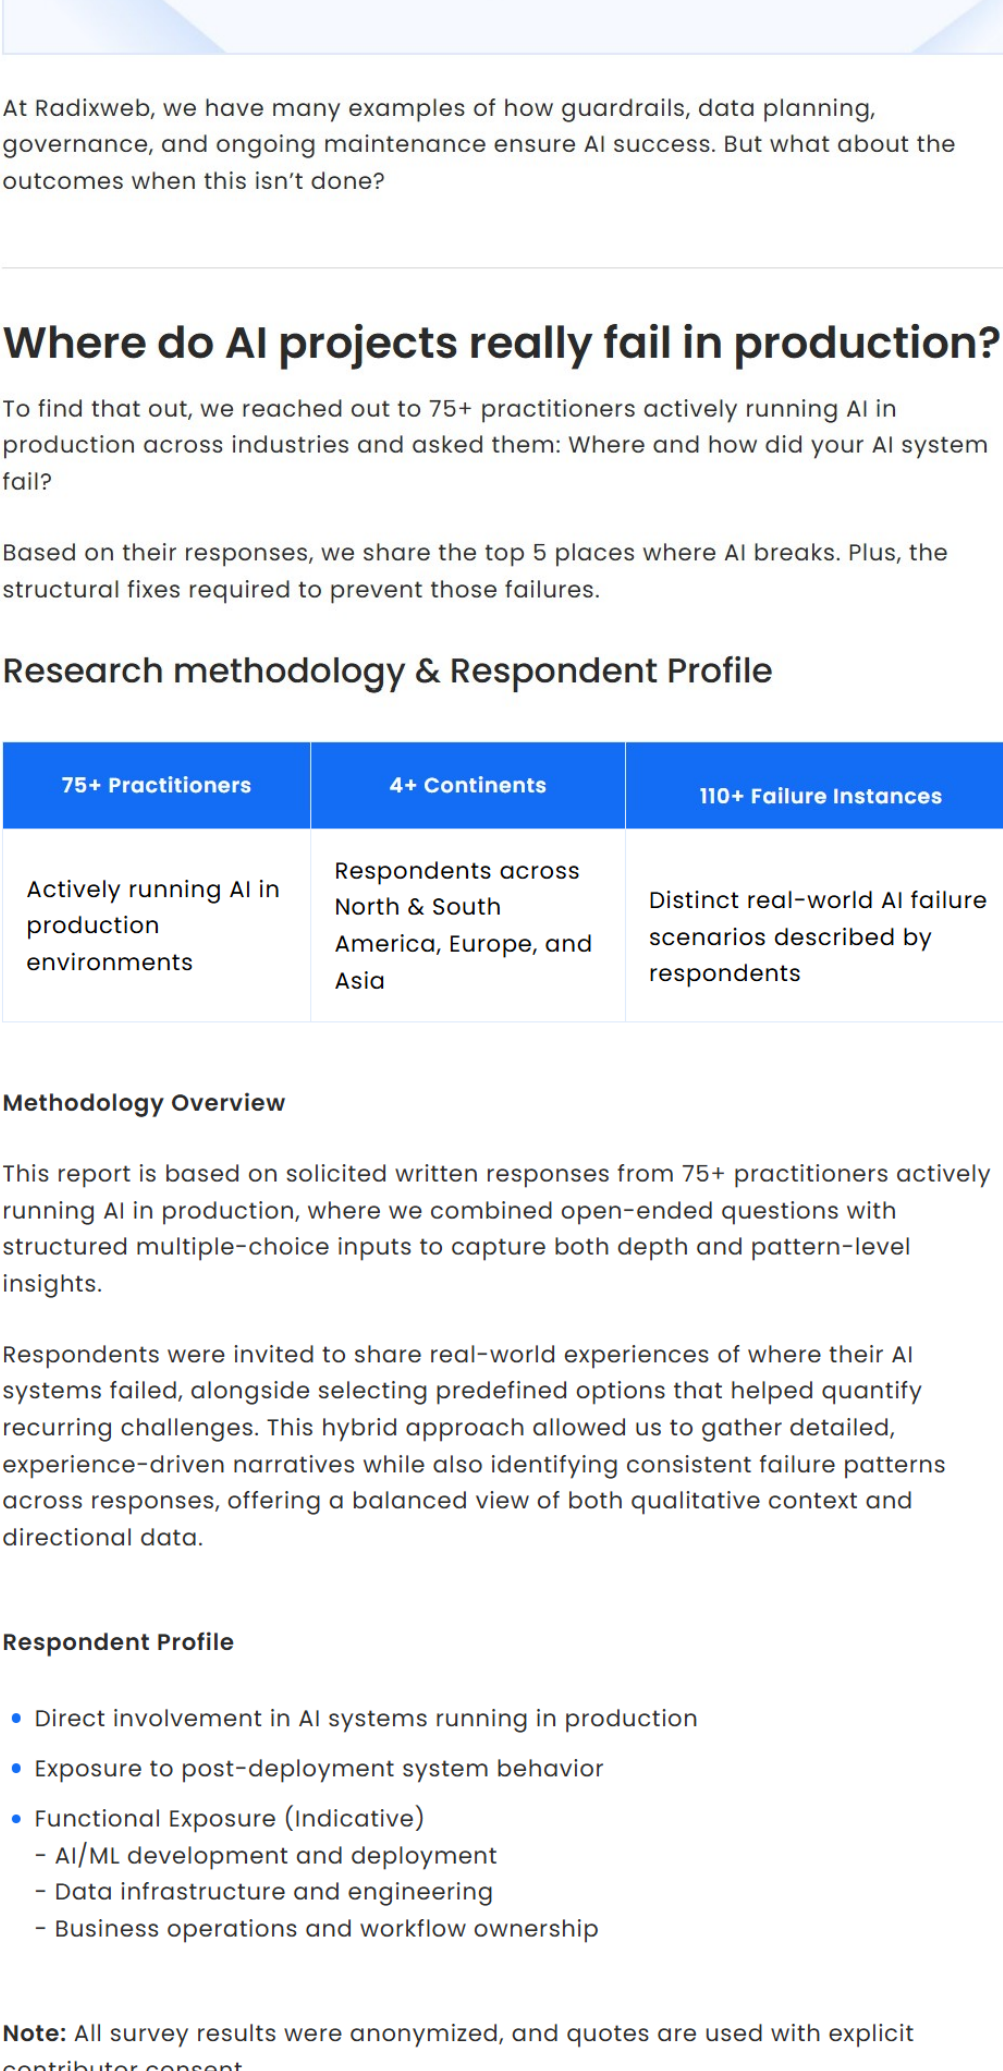 At Radixweb, we have many examples of how guardrails, data planning,
governance, and ongoing maintenance ensure AI success. But what about the
outcomes when this isn’t done?
Where do AI projects really fail in production?
To find that out, we reached out to 75+ practitioners actively running AI in
production across industries and asked them: Where and how did your AI system
fail?
Based on their responses, we share the top 5 places where AI breaks. Plus, the
structural fixes required to prevent those failures.
Research methodology & Respondent Profile
75+ Practitioners
4+ Continents
110+ Failure Instances
Actively running AI in
production
environments
Respondents across
North & South
America, Europe, and
Asia
Distinct real-world AI failure
scenarios described by
respondents
Methodology Overview
This report is based on solicited written responses from 75+ practitioners actively
running AI in production, where we combined open-ended questions with
structured multiple-choice inputs to capture both depth and pattern-level
insights.
Respondents were invited to share real-world experiences of where their AI
systems failed, alongside selecting predefined options that helped quantify
recurring challenges. This hybrid approach allowed us to gather detailed,
experience-driven narratives while also identifying consistent failure patterns
across responses, offering a balanced view of both qualitative context and
directional data.
Respondent Profile
• Direct involvement in AI systems running in production
• Exposure to post-deployment system behavior
• Functional Exposure (Indicative)
- AI/ML development and deployment
- Data infrastructure and engineering
- Business operations and workflow ownership
Note: All survey results were anonymized, and quotes are used with explicit
contributor consent